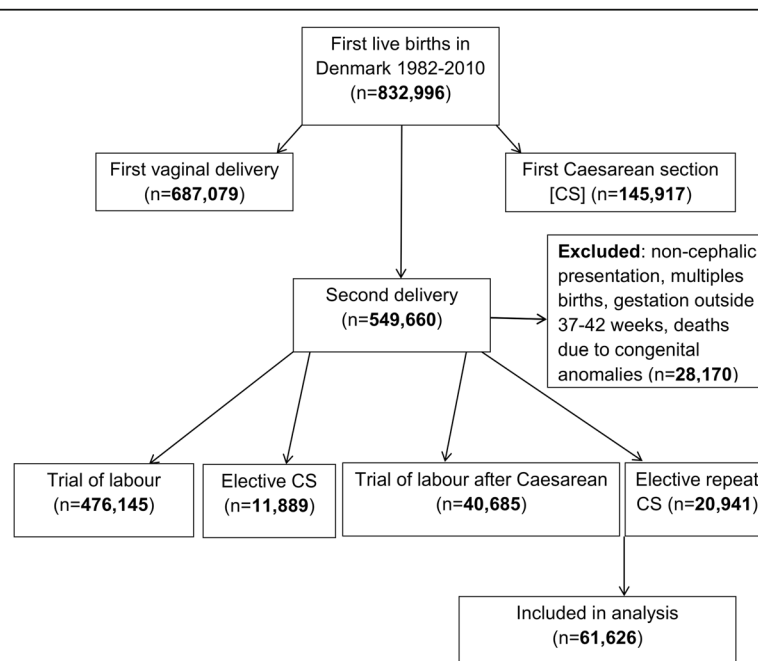 First live births in
Denmark 1982-2010
(n=832,996)
First vaginal delivery
(n=687,079)
First Caesarean section
[CS] (n=145,917)
Excluded: non-cephalic
presentation, multiples
births, gestation outside
37-42 weeks, deaths
due to congenital
anomalies (n=28,170)
Second delivery
(n=549,660)
Trial of labour
(n=476,145)
Elective CS
(n=11,889)
Trial of labour after Caesarean
(n=40,685)
Elective repeat
CS (n=20,941)
Included in analysis
(n=61,626)